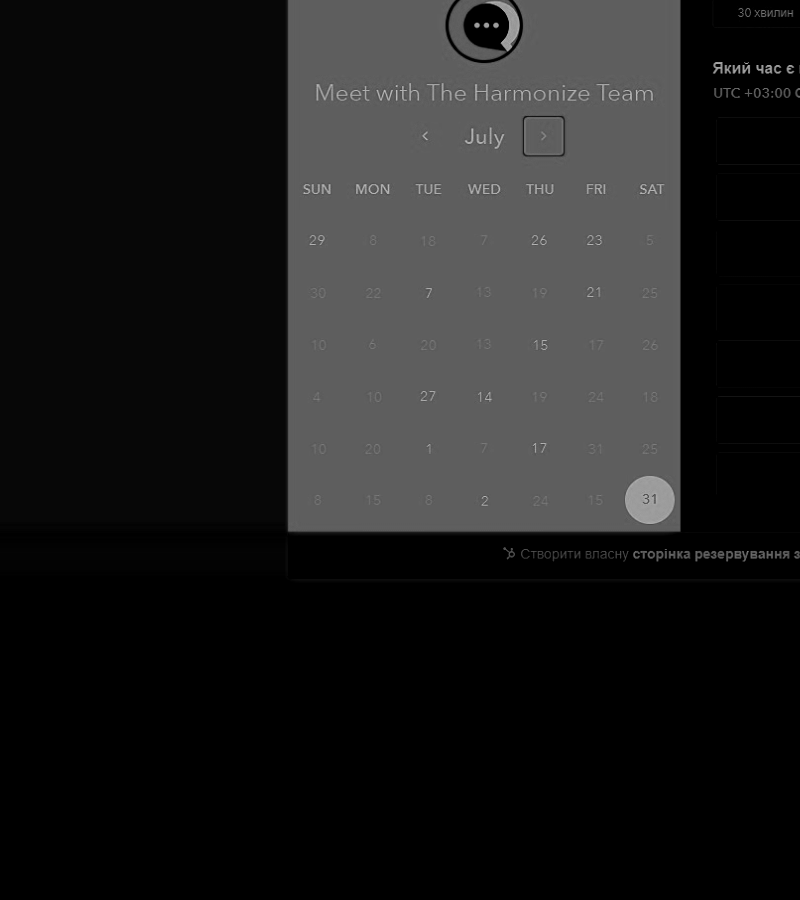 30 хвилин
Meet with The Harmonize Team
Який час є
UTC +03:00
July
SUN MON TUE WED THU FRI SAT
29 8 18 7 26 23 5
30 22 7 13 19 21 25
10 6 20 13 15 17 26
4 10 27 14 19 24 18
10 20 1 7 17 31 25
8 15 8 2 24 15 31
Створити власну сторінка резервування з